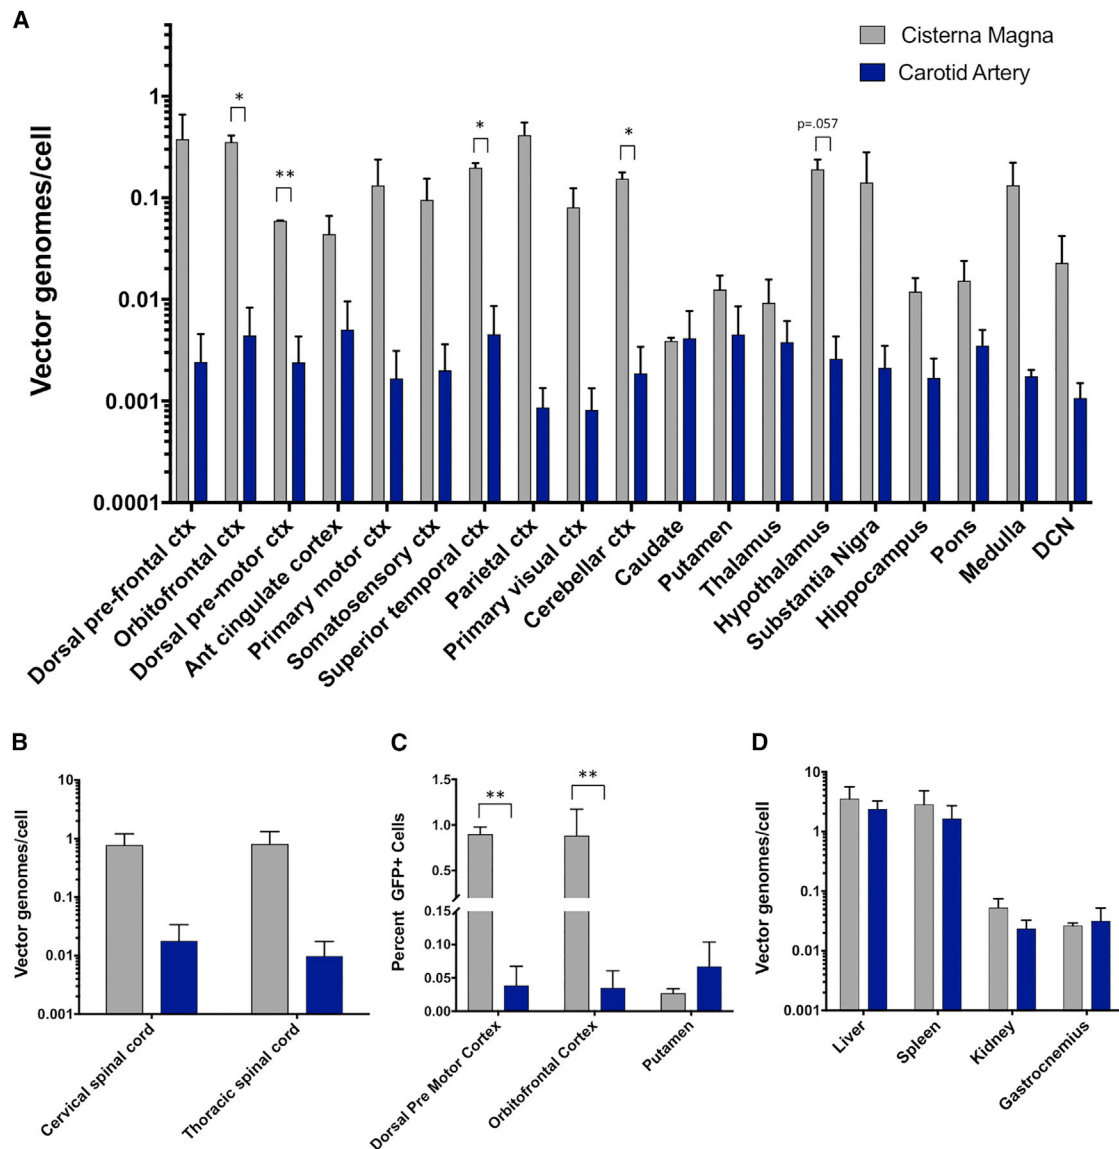 A
Cisterna Magna
Carotid Artery
Vector genomes/cell
1
0.1
0.01
0.001
0.0001
*
**
*
*
p=.057
Dorsal pre-frontal ctx
Orbitofrontal ctx
Dorsal pre-motor ctx
Ant cingulate cortex
Primary motor ctx
Somatosensory ctx
Superior temporal ctx
Parietal ctx
Primary visual ctx
Cerebellar ctx
Caudate
Putamen
Thalamus
Hypothalamus
Substantia Nigra
Hippocampus
Pons
Medulla
DCN
B
Vector genomes/cell
10
1
0.1
0.01
0.001
Cervical spinal cord
Thoracic spinal cord
C
Percent GFP+ Cells
1.5
1.0
0.5
0.15
0.10
0.05
0.00
**
**
Dorsal Pre Motor Cortex
Orbitofrontal Cortex
Putamen
D
Vector genomes/cell
10
1
0.1
0.01
0.001
Liver
Spleen
Kidney
Gastrocnemius